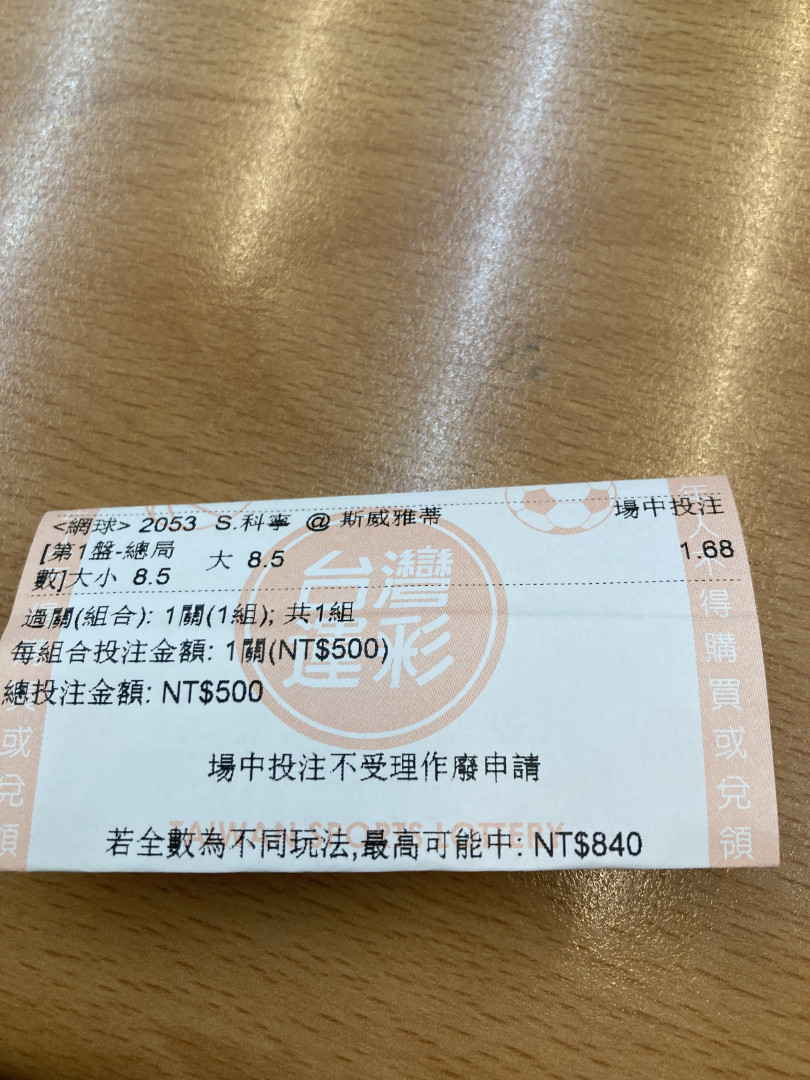 <網球> 2053 S.科寧 @ 斯威雅蒂 場中投注
[第1盤-總局數]大小 8.5 大 8.5 1.68
過關(組合): 1關(1組); 共1組
每組合投注金額: 1關(NT$500)
總投注金額: NT$500
場中投注不受理作廢申請
若全數為不同玩法,最高可能中: NT$840
台灣運彩
TAIWAN SPORTS LOTTERY
人不得購買或兌領
或兌領